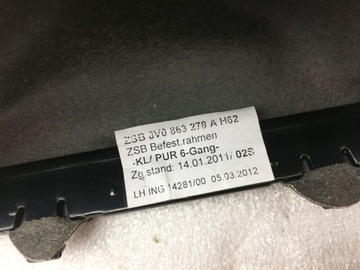 ZSB 3V0 863 278 A H62
ZSB Befest.rahmen
-KL/ PUR 6-Gang-
Zg stand: 14.01.2011/ 02S
LH ING 14281/00 05.03.2012